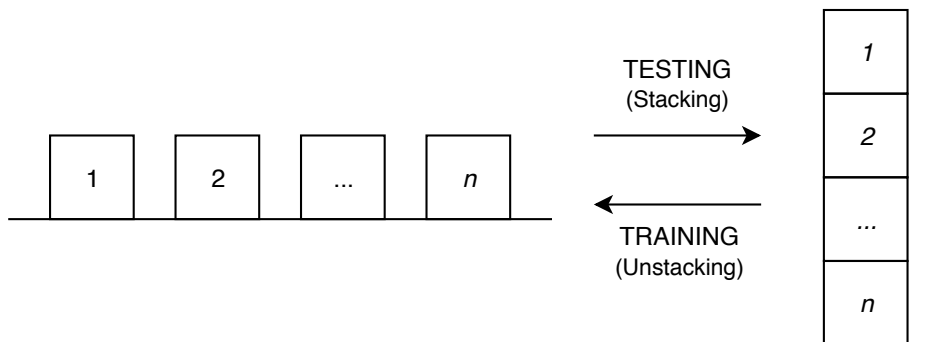 1
2
...
n
TESTING
(Stacking)
TRAINING
(Unstacking)
1
2
...
n